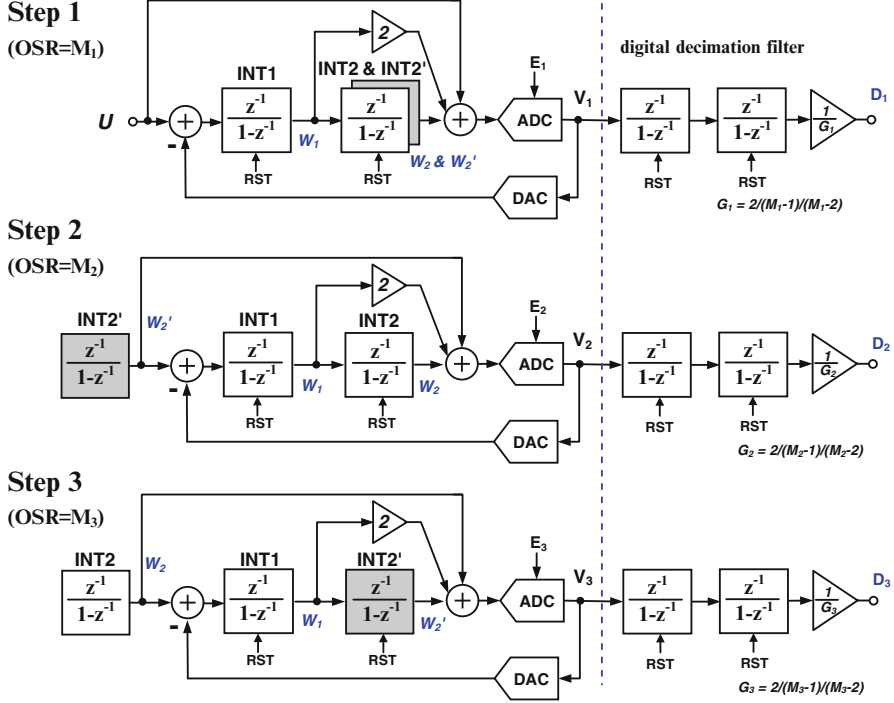 Step 1
(OSR=M₁)
digital decimation filter
2
INT1
INT2 & INT2'
E₁
V₁
D₁
U
z⁻¹
1-z⁻¹
z⁻¹
1-z⁻¹
+
+
ADC
z⁻¹
1-z⁻¹
z⁻¹
1-z⁻¹
1
G₁
-
W₁
W₂ & W₂'
RST
RST
RST
RST
DAC
G₁ = 2/(M₁-1)/(M₁-2)
Step 2
(OSR=M₂)
2
INT2'
W₂'
INT1
INT2
E₂
V₂
D₂
z⁻¹
1-z⁻¹
+
z⁻¹
1-z⁻¹
z⁻¹
1-z⁻¹
+
ADC
z⁻¹
1-z⁻¹
z⁻¹
1-z⁻¹
1
G₂
-
W₁
W₂
RST
RST
RST
RST
DAC
G₂ = 2/(M₂-1)/(M₂-2)
Step 3
(OSR=M₃)
2
INT2
W₂
INT1
INT2'
E₃
V₃
D₃
z⁻¹
1-z⁻¹
+
z⁻¹
1-z⁻¹
z⁻¹
1-z⁻¹
+
ADC
z⁻¹
1-z⁻¹
z⁻¹
1-z⁻¹
1
G₃
-
W₁
W₂'
RST
RST
RST
RST
DAC
G₃ = 2/(M₃-1)/(M₃-2)